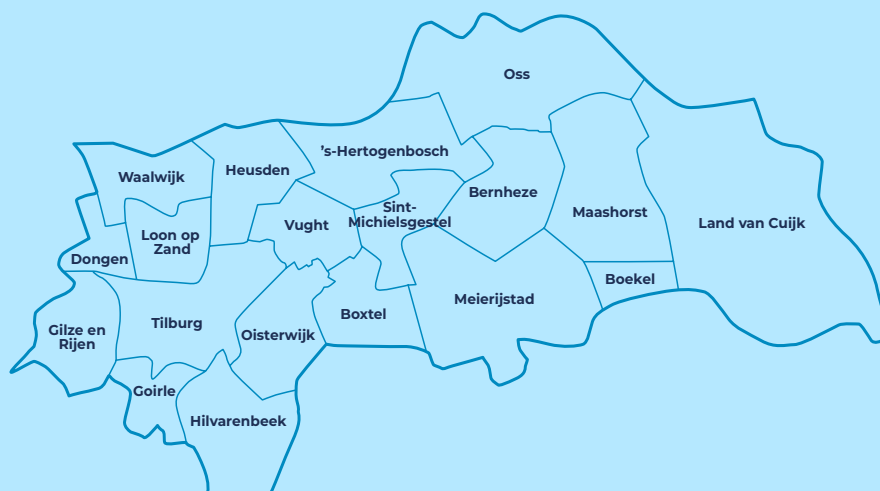 Oss
's-Hertogenbosch
Heusden
Waalwijk
Bernheze
Sint-
Michielsgestel
Maashorst
Land van Cuijk
Vught
Loon op
Zand
Dongen
Boekel
Meierijstad
Boxtel
Tilburg
Gilze en
Rijen
Oisterwijk
Goirle
Hilvarenbeek